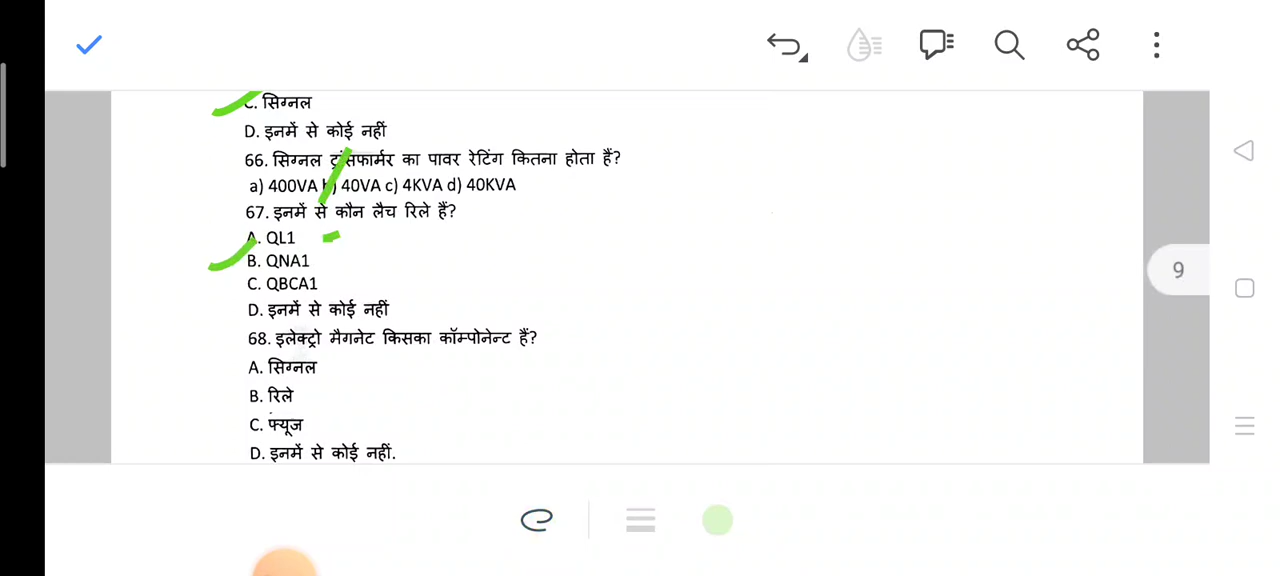 C. सिग्नल
D. इनमें से कोई नहीं
66. सिग्नल ट्रांसफार्मर का पावर रेटिंग कितना होता हैं?
a) 400VA b) 40VA c) 4KVA d) 40KVA
67. इनमें से कौन लैच रिले हैं?
A. QL1
B. QNA1
C. QBCA1
D. इनमें से कोई नहीं
9
68. इलेक्ट्रो मैगनेट किसका कॉम्पोनेन्ट हैं?
A. सिग्नल
B. रिले
C. फ्यूज
D. इनमें से कोई नहीं.